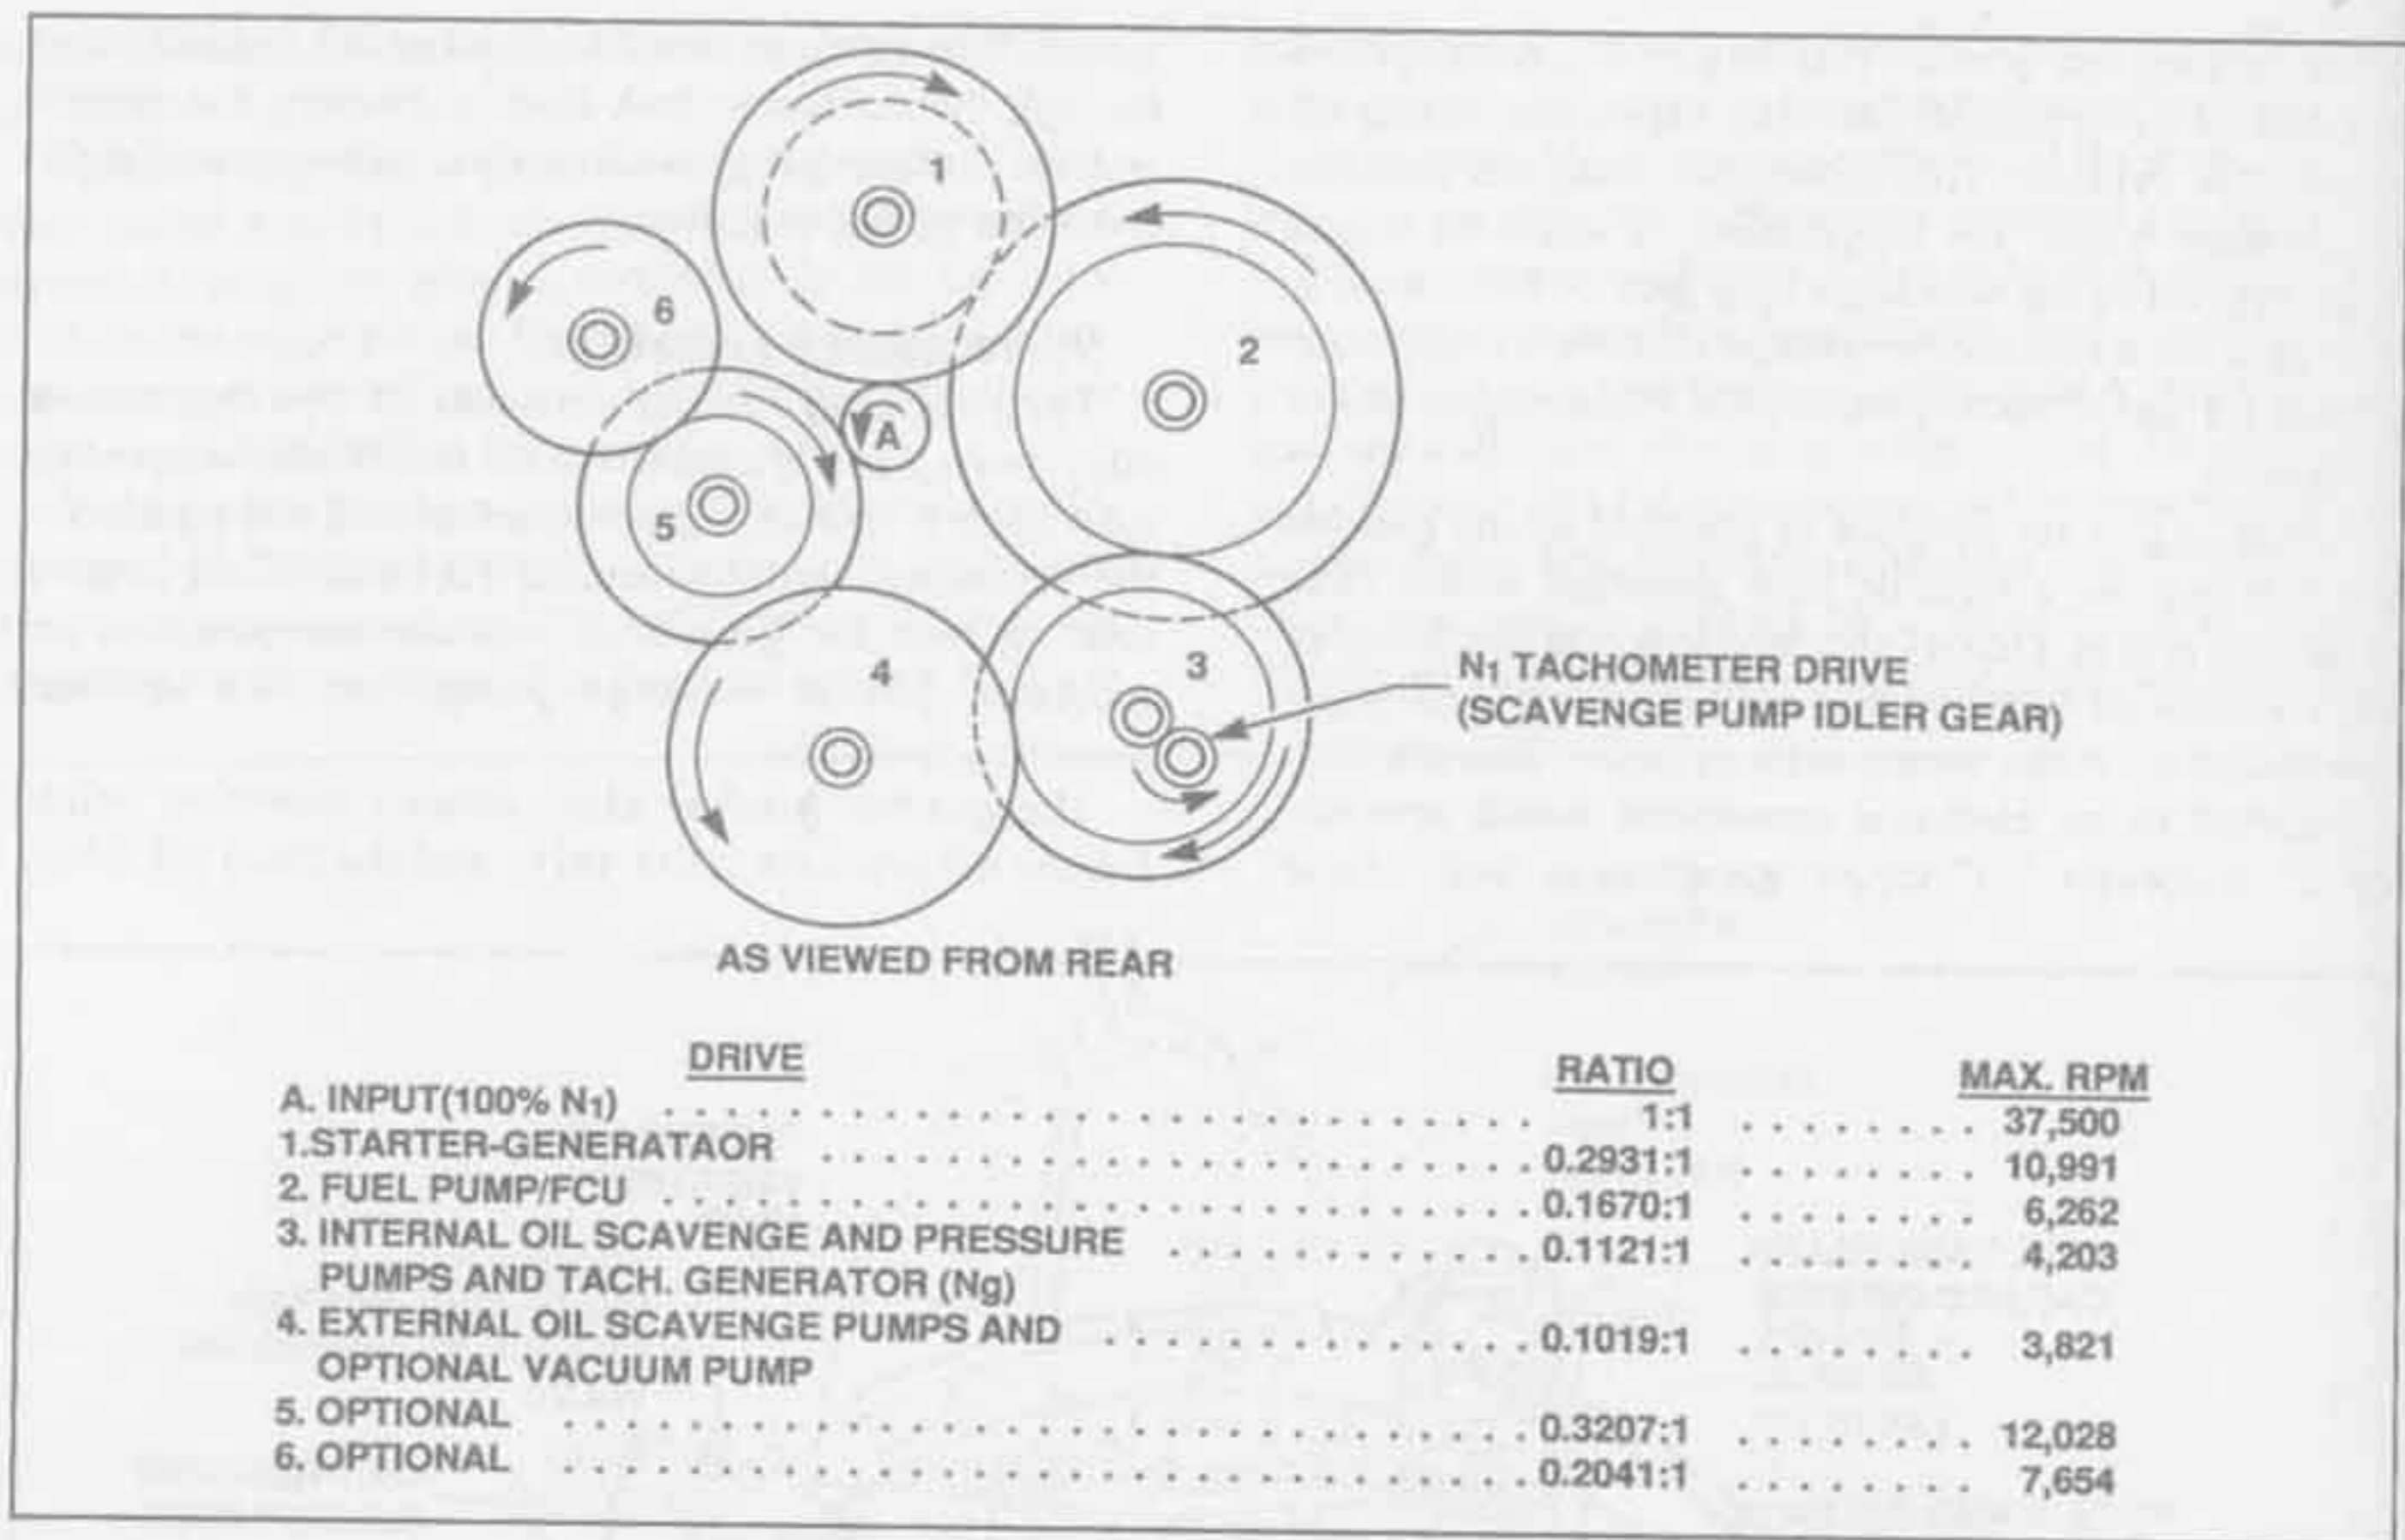 1
2
6
A
5
3
4
N1 TACHOMETER DRIVE
(SCAVENGE PUMP IDLER GEAR)
AS VIEWED FROM REAR
DRIVE RATIO MAX. RPM
A. INPUT(100% N1) . . . . . . . . 1:1 . . . . . . . . 37,500
1.STARTER-GENERATAOR . . . . . . . . 0.2931:1 . . . . . . . . 10,991
2. FUEL PUMP/FCU . . . . . . . . 0.1670:1 . . . . . . . . 6,262
3. INTERNAL OIL SCAVENGE AND PRESSURE . . . . . . . . 0.1121:1 . . . . . . . . 4,203
PUMPS AND TACH. GENERATOR (Ng)
4. EXTERNAL OIL SCAVENGE PUMPS AND . . . . . . . . 0.1019:1 . . . . . . . . 3,821
OPTIONAL VACUUM PUMP
5. OPTIONAL . . . . . . . . 0.3207:1 . . . . . . . . 12,028
6. OPTIONAL . . . . . . . . 0.2041:1 . . . . . . . . 7,654